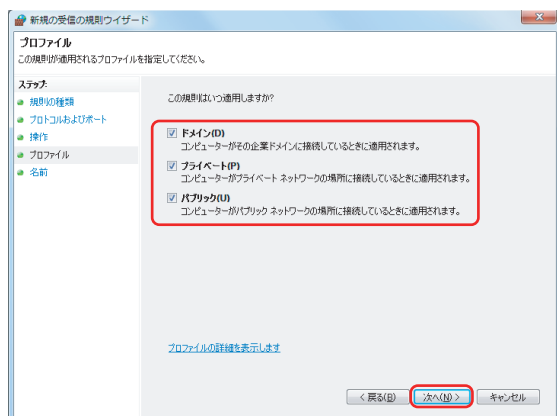 新規の受信の規則ウィザード
プロファイル
この規則が適用されるプロファイルを指定してください。
ステップ:
規則の種類
プロトコルおよびポート
操作
プロファイル
名前
この規則はいつ適用しますか?
ドメイン(D)
コンピューターがその企業ドメインに接続しているときに適用されます。
プライベート(P)
コンピューターがプライベート ネットワークの場所に接続しているときに適用されます。
パブリック(U)
コンピューターがパブリック ネットワークの場所に接続しているときに適用されます。
プロファイルの詳細を表示します
< 戻る(B)
次へ(N) >
キャンセル